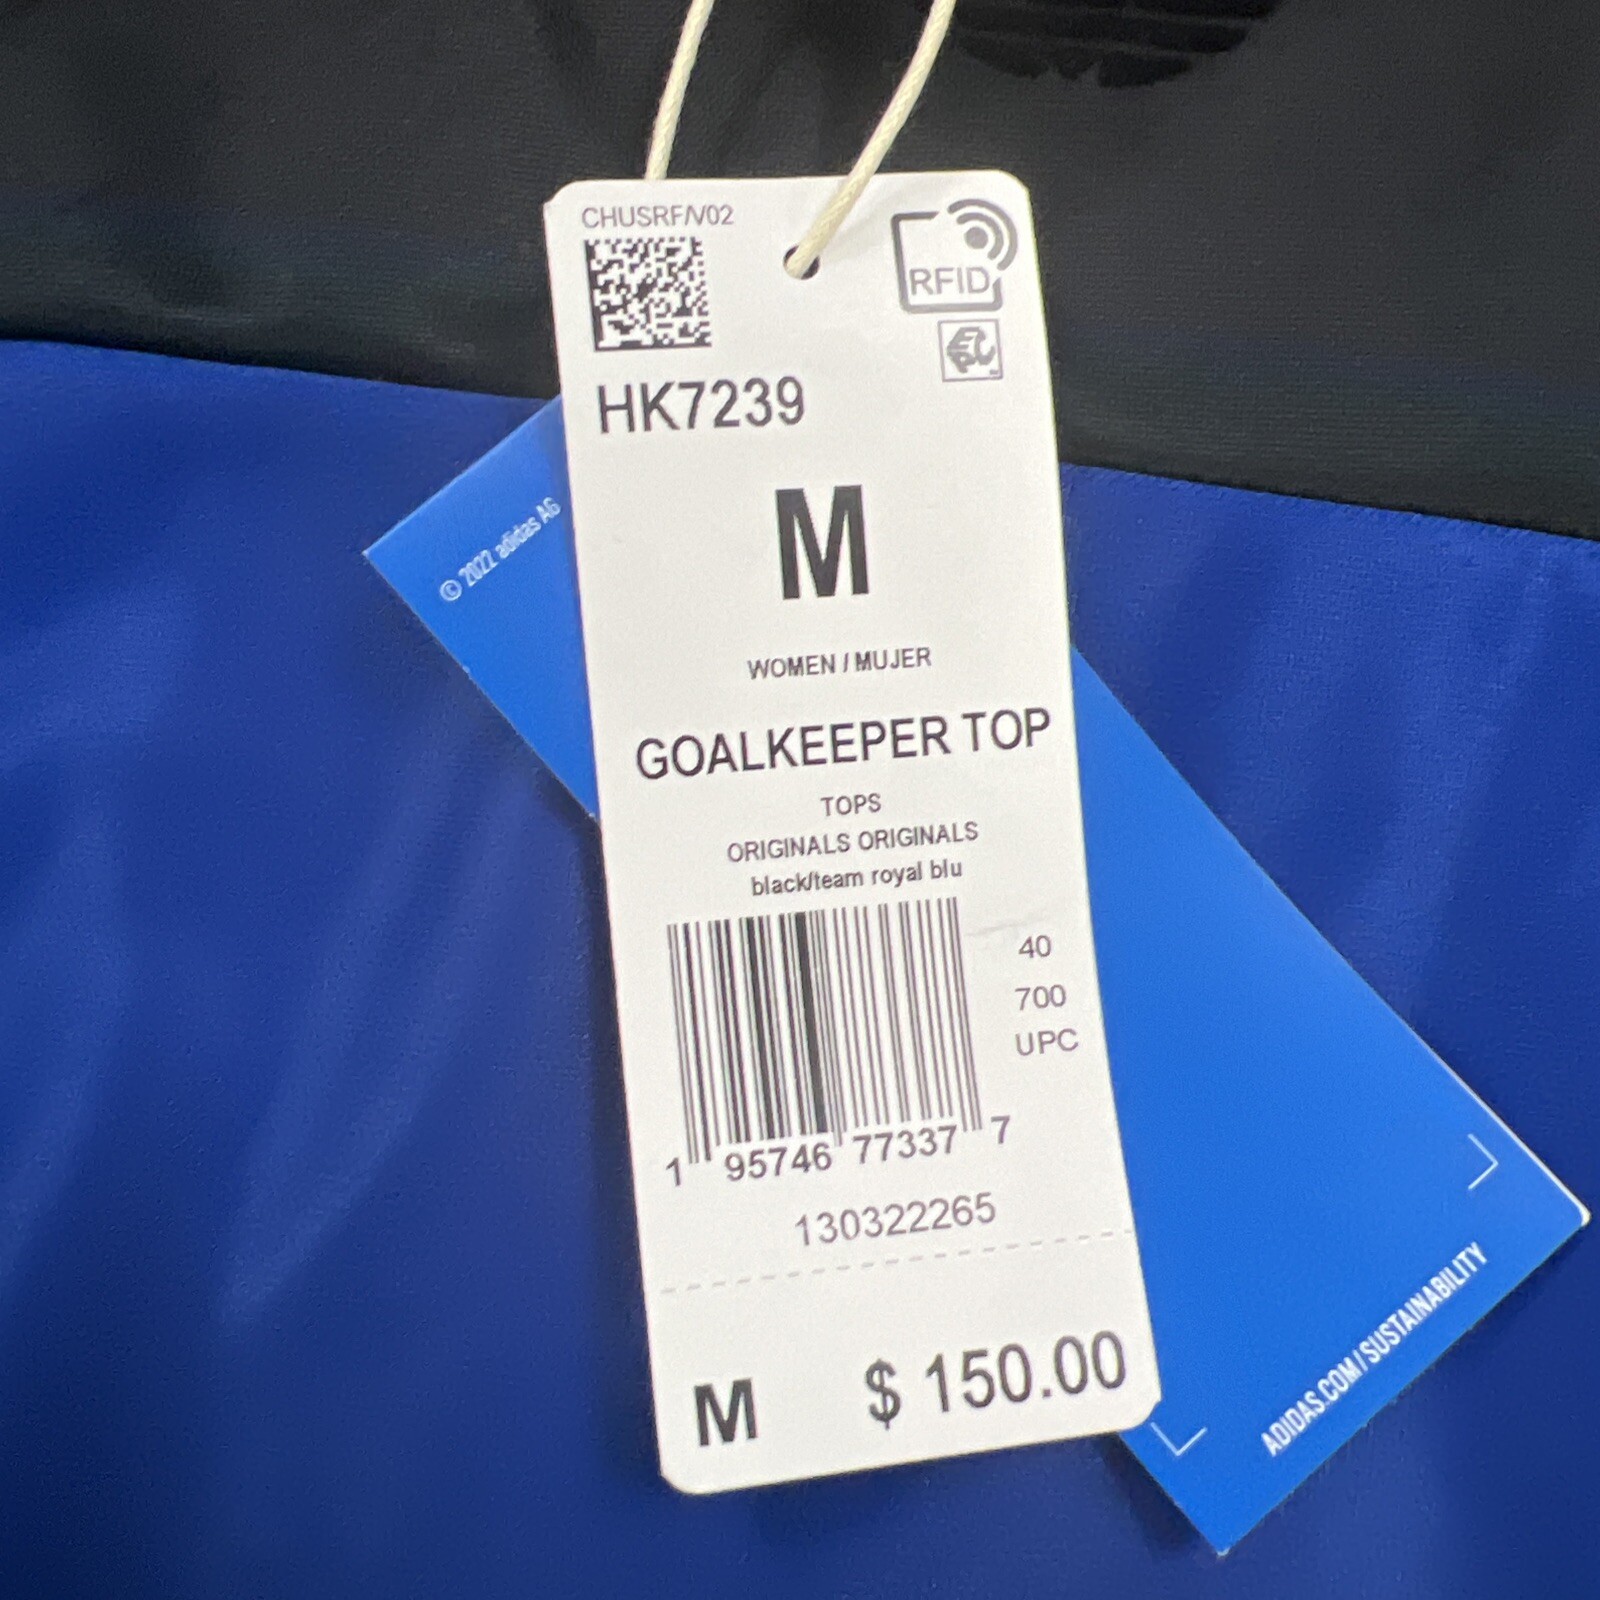 CHUSRF/V02
RFID
HK7239
M
© 2022 adidas AG
WOMEN / MUJER
GOALKEEPER TOP
TOPS
ORIGINALS ORIGINALS
black/team royal blu
40
700
UPC
1 95746 77337 7
130322265
M $ 150.00
ADIDAS.COM/SUSTAINABILITY